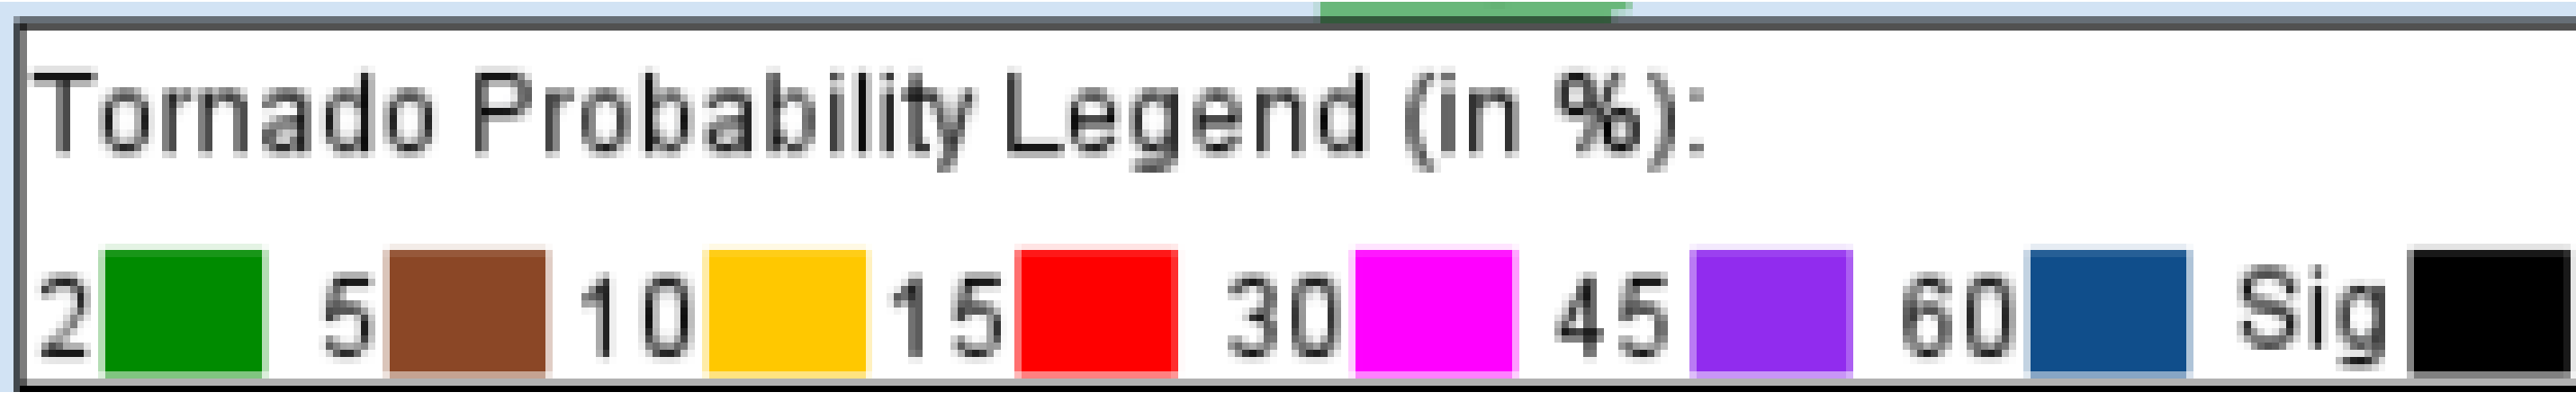 Tornado Probability Legend (in %):
2 5 10 15 30 45 60 Sig